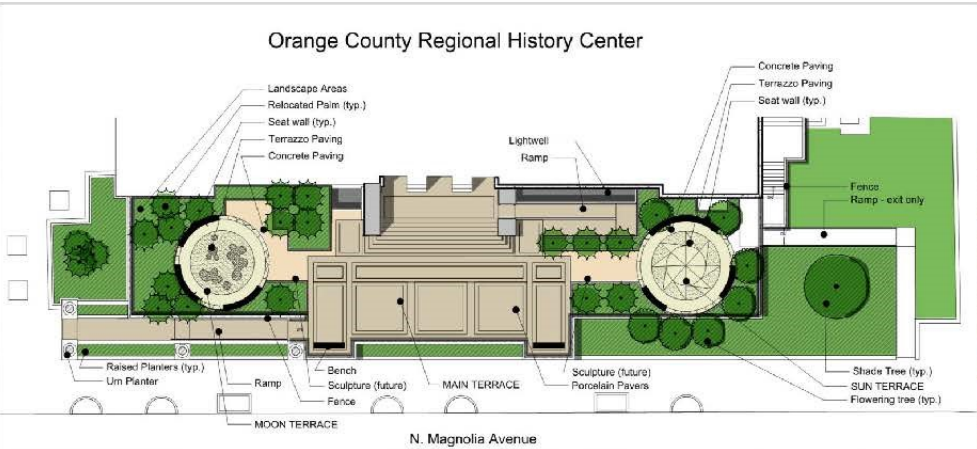 Orange County Regional History Center
Landscape Areas
Relocated Palm (typ.)
Seat wall (typ.)
Terrazzo Paving
Concrete Paving
Lightwell
Ramp
Concrete Paving
Terrazzo Paving
Seat wall (typ.)
Fence
Ramp - exit only
Raised Planters (typ.)
Urn Planter
Ramp
MOON TERRACE
Bench
Sculpture (future)
Fence
MAIN TERRACE
Sculpture (future)
Porcelain Pavers
Shade Tree (typ.)
SUN TERRACE
Flowering tree (typ.)
N. Magnolia Avenue